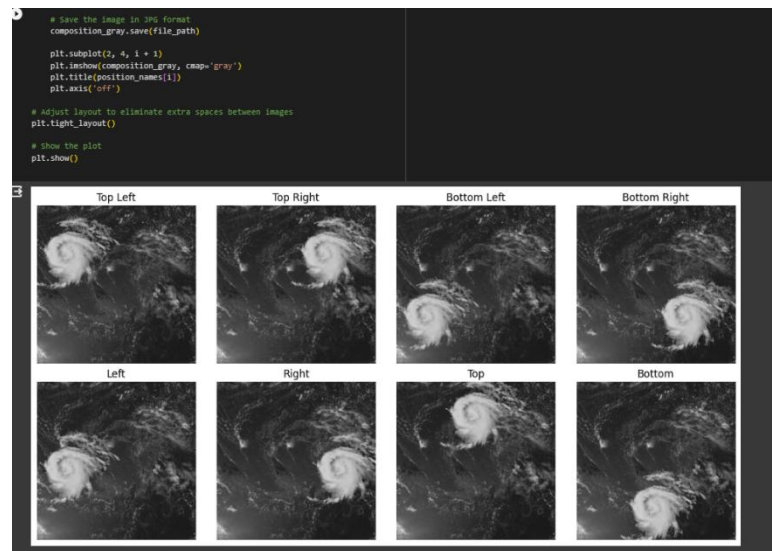 # Save the image in JPG format
composition_gray.save(file_path)
plt.subplot(2, 4, i + 1)
plt.imshow(composition_gray, cmap='gray')
plt.title(position_names[i])
plt.axis('off')
# Adjust layout to eliminate extra spaces between images
plt.tight_layout()
# Show the plot
plt.show()
Top Left Top Right Bottom Left Bottom Right
Left Right Top Bottom